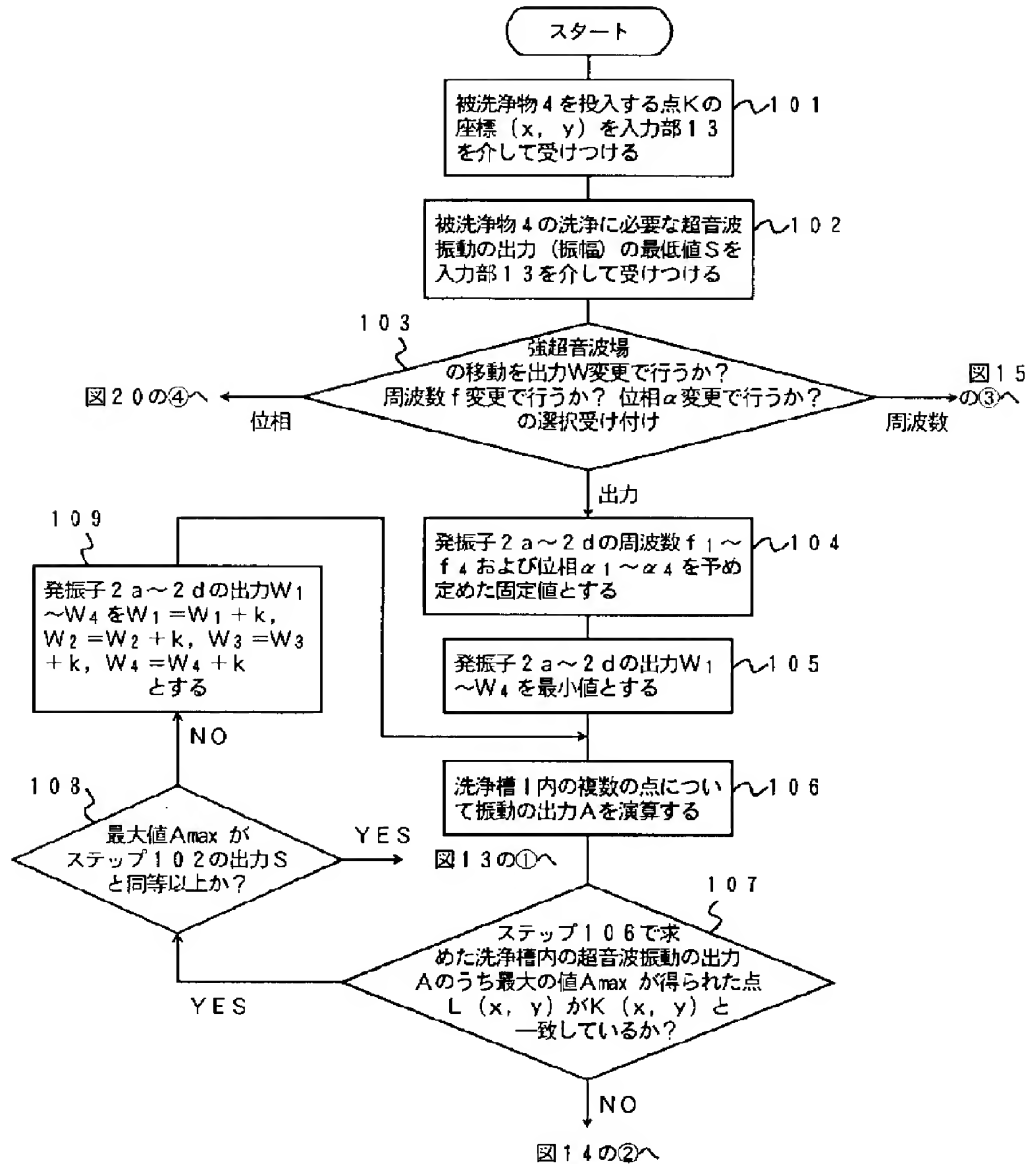 スタート
被洗浄物4を投入する点Kの
座標(x,y)を入力部13
を介して受けつける
101
被洗浄物4の洗浄に必要な超音波
振動の出力(振幅)の最低値Sを
入力部13を介して受けつける
102
103
強超音波場
の移動を出力W変更で行うか?
周波数f変更で行うか? 位相α変更で行うか?
の選択受け付け
図20の④へ
位相
図15
の③へ
周波数
出力
発振子2a~2dの周波数f1~
f4および位相α1~α4を予め
定めた固定値とする
104
発振子2a~2dの出力W1
~W4を最小値とする
105
109
発振子2a~2dの出力W1
~W4をW1=W1+k,
W2=W2+k, W3=W3
+k, W4=W4+k
とする
NO
洗浄槽1内の複数の点につい
て振動の出力Aを演算する
106
108
最大値Amaxが
ステップ102の出力S
と同等以上か?
YES
図13の①へ
107
ステップ106で求
めた洗浄槽内の超音波振動の出力
Aのうち最大の値Amaxが得られた点
L(x,y)がK(x,y)と
一致しているか?
YES
NO
図14の②へ